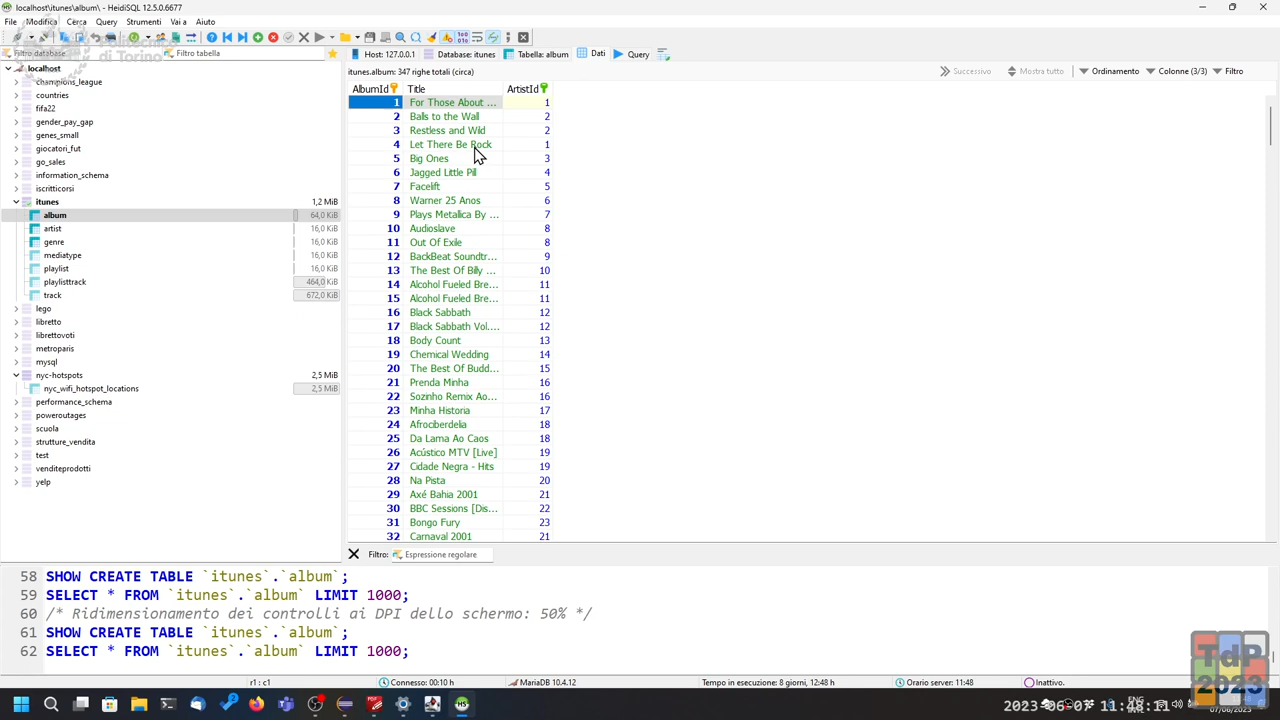 localhost\itunes\album\ - HeidiSQL 12.5.0.6677
File Modifica Cerca Query Strumenti Vai a Aiuto
Politecnico
di Torino
Filtro database
Filtro tabella
Host: 127.0.0.1 Database: itunes Tabella: album Dati Query
itunes.album: 347 righe totali (circa)
Successivo Mostra tutto Ordinamento Colonne (3/3) Filtro
localhost
champions_league
countries
fifa22
gender_pay_gap
genes_small
giocatori_fut
go_sales
information_schema
iscritticorsi
itunes 1,2 MiB
album 64,0 KiB
artist 16,0 KiB
genre 16,0 KiB
mediatype 16,0 KiB
playlist 16,0 KiB
playlisttrack 464,0 KiB
track 672,0 KiB
lego
libretto
librettovoti
metroparis
mysql
nyc-hotspots 2,5 MiB
nyc_wifi_hotspot_locations 2,5 MiB
performance_schema
poweroutages
scuola
strutture_vendita
test
venditeprodotti
yelp
AlbumId Title ArtistId
1 For Those About ... 1
2 Balls to the Wall 2
3 Restless and Wild 2
4 Let There Be Rock 1
5 Big Ones 3
6 Jagged Little Pill 4
7 Facelift 5
8 Warner 25 Anos 6
9 Plays Metallica By ... 7
10 Audioslave 8
11 Out Of Exile 8
12 BackBeat Soundtr... 9
13 The Best Of Billy ... 10
14 Alcohol Fueled Bre... 11
15 Alcohol Fueled Bre... 11
16 Black Sabbath 12
17 Black Sabbath Vol.... 12
18 Body Count 13
19 Chemical Wedding 14
20 The Best Of Budd... 15
21 Prenda Minha 16
22 Sozinho Remix Ao... 16
23 Minha Historia 17
24 Afrociberdelia 18
25 Da Lama Ao Caos 18
26 Acústico MTV [Live] 19
27 Cidade Negra - Hits 19
28 Na Pista 20
29 Axé Bahia 2001 21
30 BBC Sessions [Dis... 22
31 Bongo Fury 23
32 Carnaval 2001 21
Filtro: Espressione regolare
58 SHOW CREATE TABLE `itunes`.`album`;
59 SELECT * FROM `itunes`.`album` LIMIT 1000;
60 /* Ridimensionamento dei controlli ai DPI dello schermo: 50% */
61 SHOW CREATE TABLE `itunes`.`album`;
62 SELECT * FROM `itunes`.`album` LIMIT 1000;
TdP
2023
r1 : c1 Connesso: 00:10 h MariaDB 10.4.12 Tempo in esecuzione: 8 giorni, 12:48 h Orario server: 11:48 Inattivo.
ENG
2023-06-07 11:48:11
07/06/2023